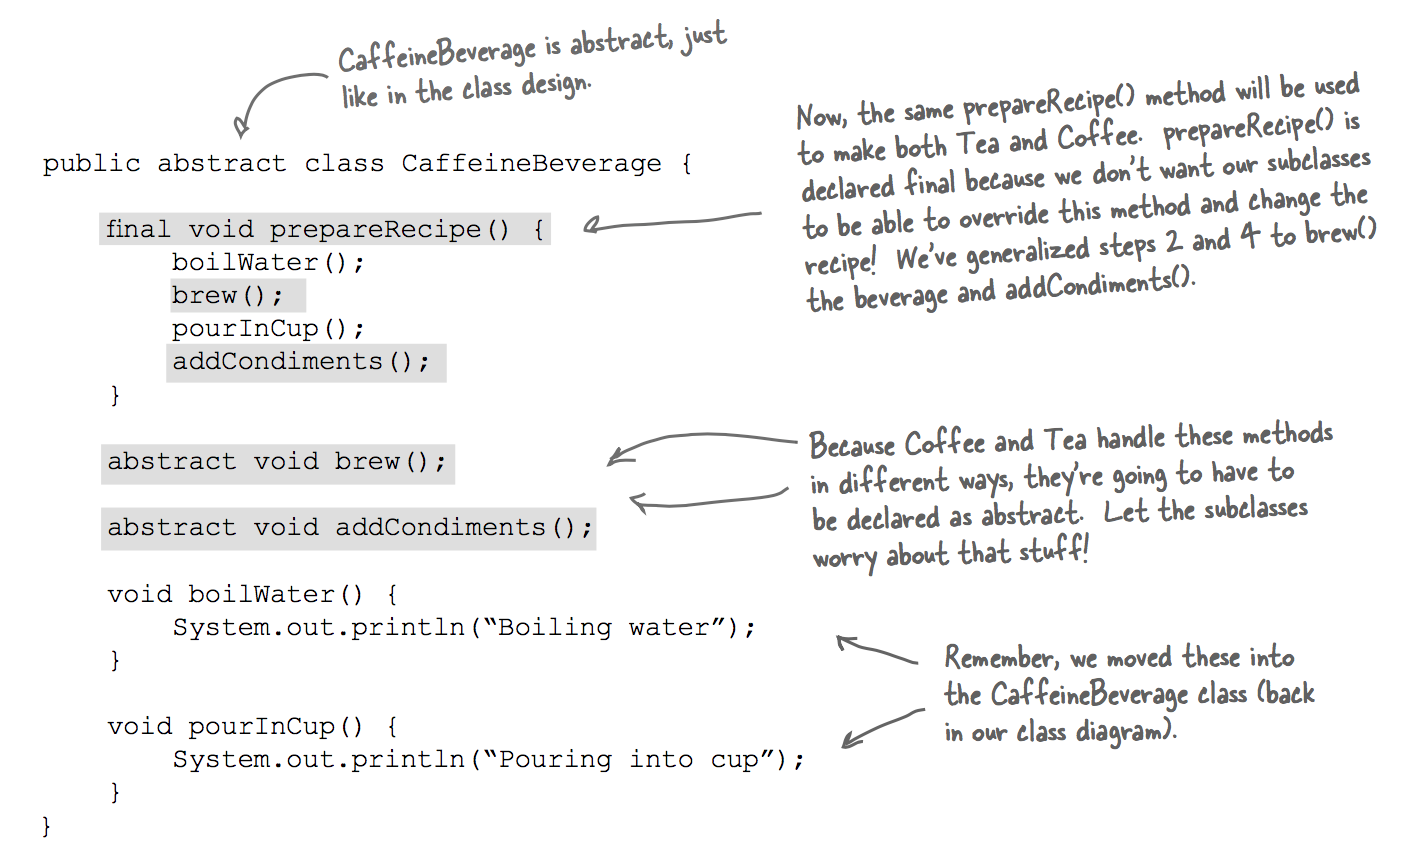 CaffeineBeverage is abstract, just
like in the class design.
public abstract class CaffeineBeverage {
final void prepareRecipe() {
boilWater();
brew();
pourInCup();
addCondiments();
}
Now, the same prepareRecipe() method will be used
to make both Tea and Coffee. prepareRecipe() is
declared final because we don't want our subclasses
to be able to override this method and change the
recipe! We've generalized steps 2 and 4 to brew()
the beverage and addCondiments().
abstract void brew();
abstract void addCondiments();
Because Coffee and Tea handle these methods
in different ways, they're going to have to
be declared as abstract. Let the subclasses
worry about that stuff!
void boilWater() {
System.out.println(“Boiling water”);
}
void pourInCup() {
System.out.println(“Pouring into cup”);
}
}
Remember, we moved these into
the CaffeineBeverage class (back
in our class diagram).